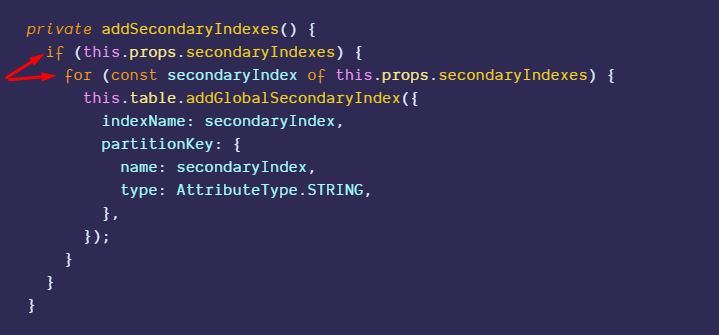 private addSecondaryIndexes() {
if (this.props.secondaryIndexes) {
for (const secondaryIndex of this.props.secondaryIndexes) {
this.table.addGlobalSecondaryIndex({
indexName: secondaryIndex,
partitionKey: {
name: secondaryIndex,
type: AttributeType.STRING,
},
});
}
}
}